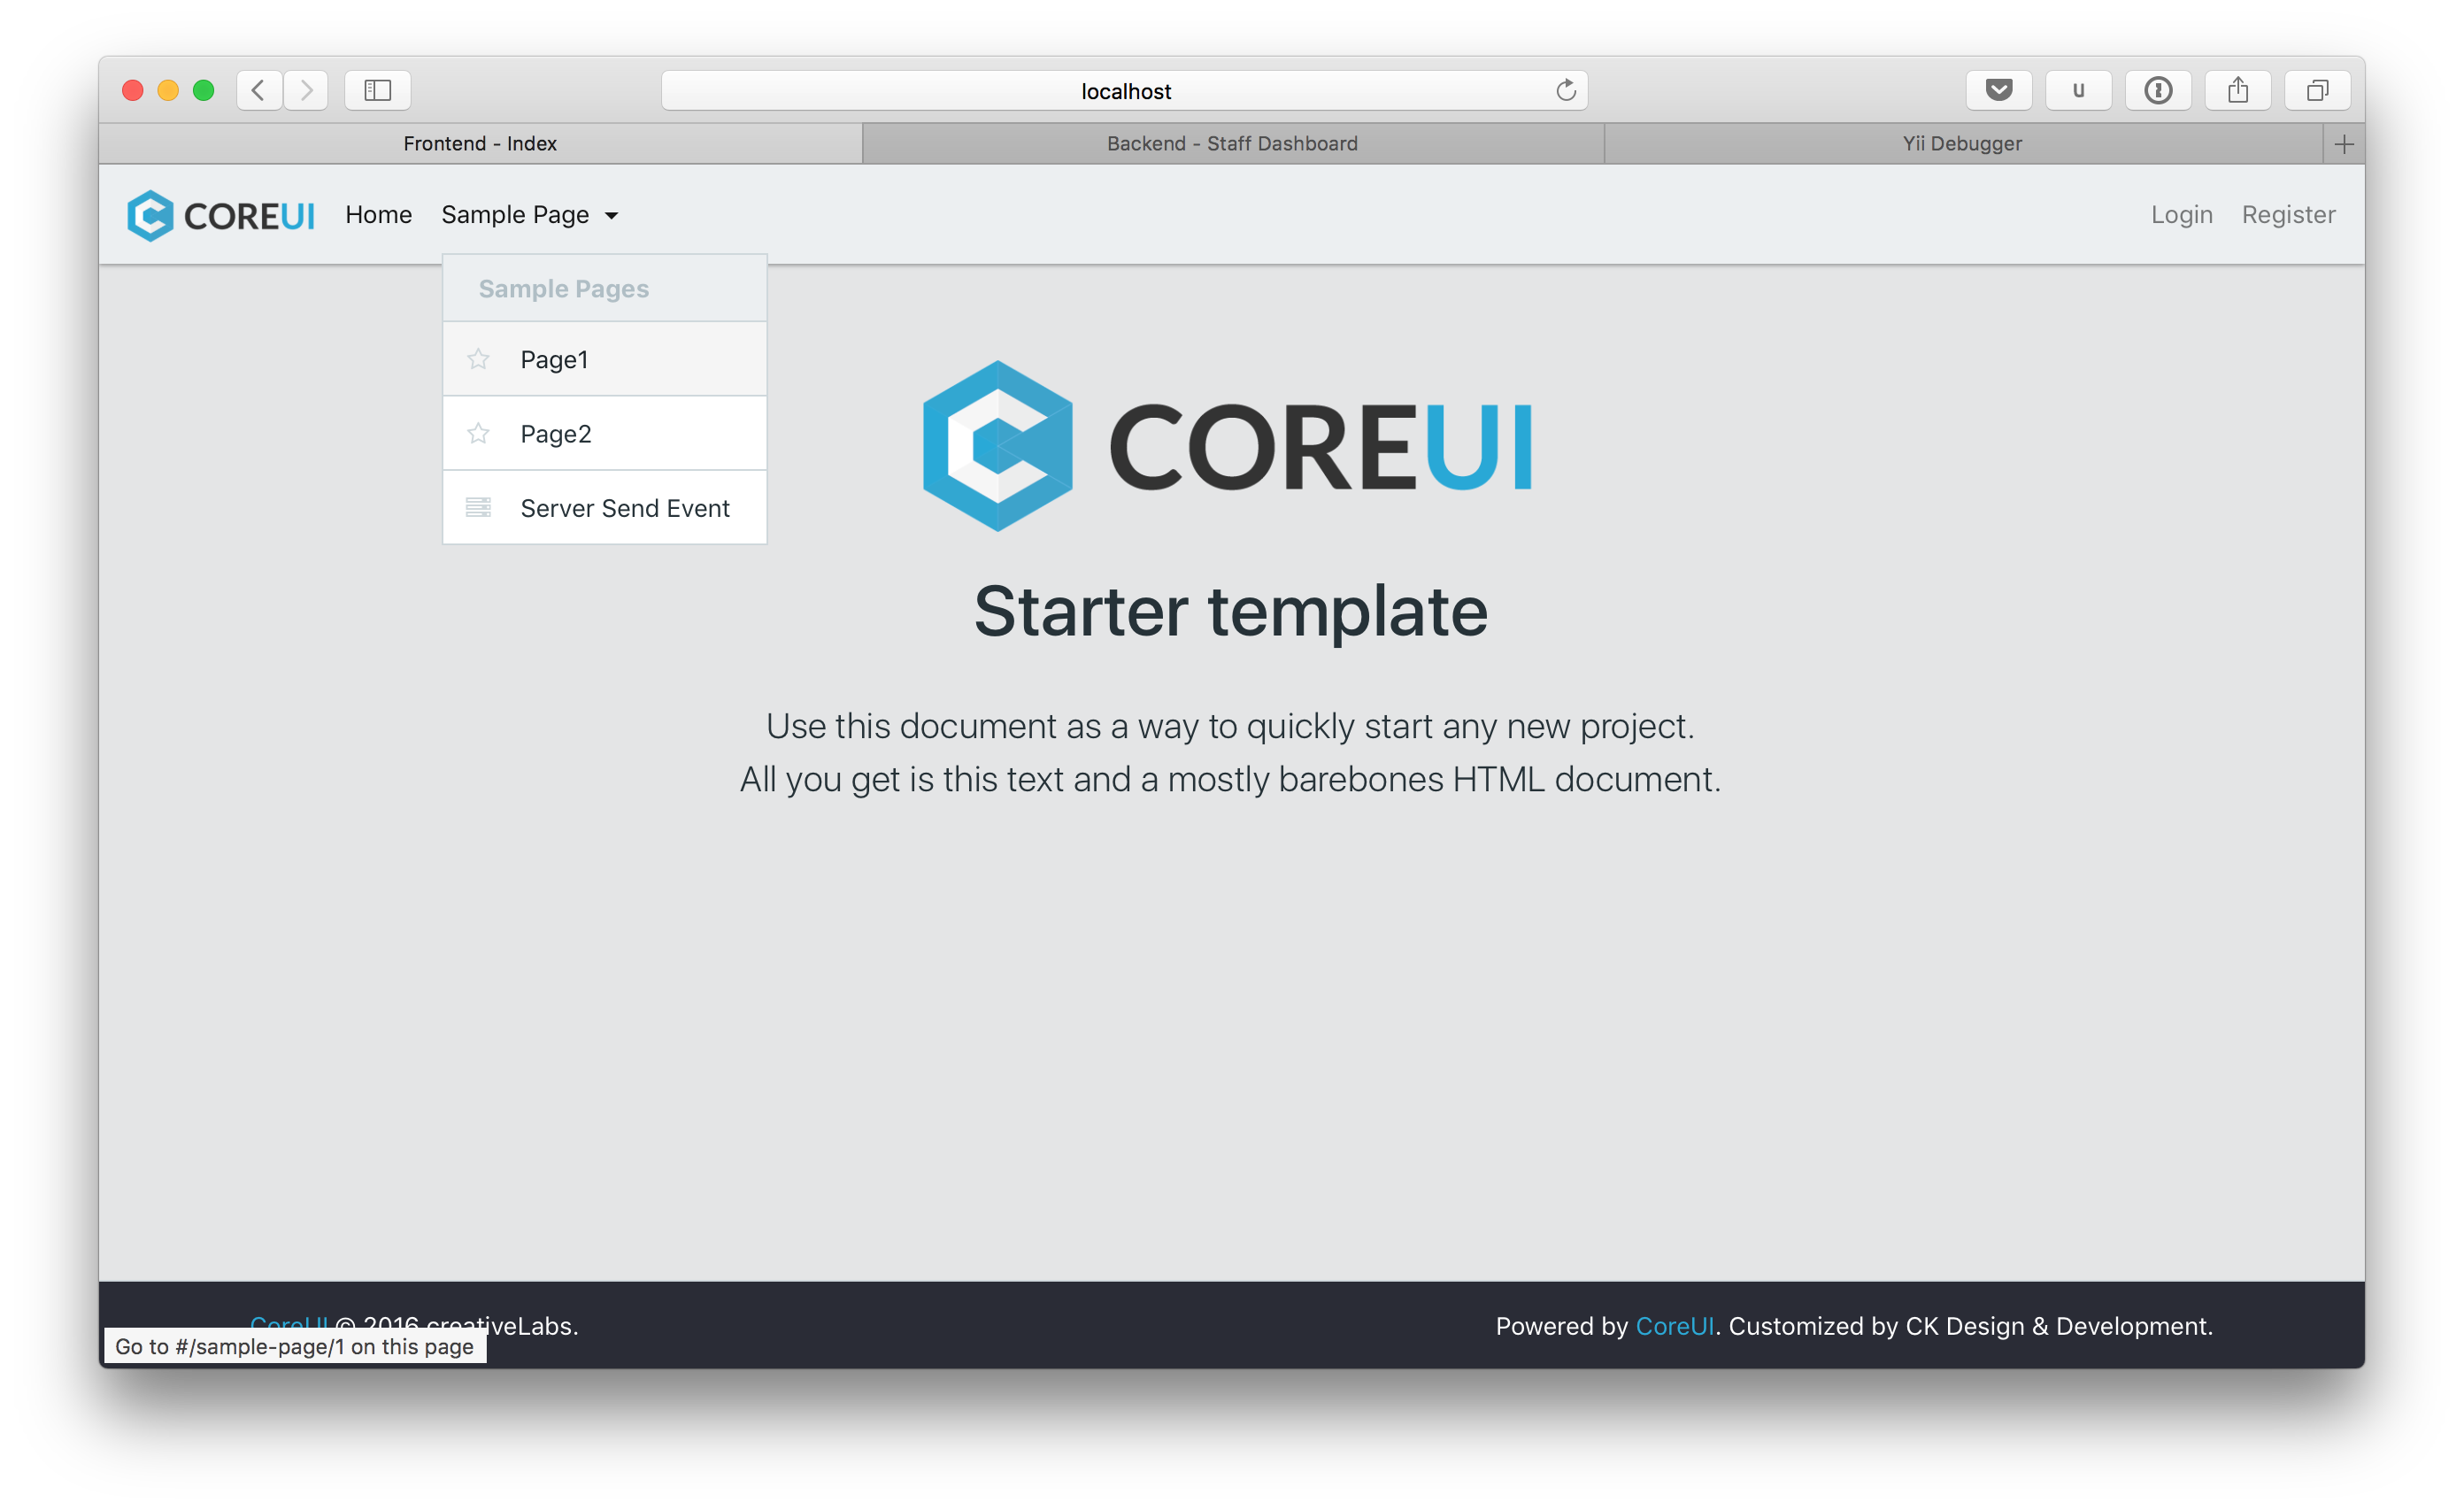 localhost
u
Frontend - Index
Backend - Staff Dashboard
Yii Debugger
COREUI
Home
Sample Page
Login
Register
Sample Pages
Page1
Page2
Server Send Event
COREUI
Starter template
Use this document as a way to quickly start any new project.
All you get is this text and a mostly barebones HTML document.
CoreUI © 2016 creativeLabs.
Powered by CoreUI. Customized by CK Design & Development.
Go to #/sample-page/1 on this page